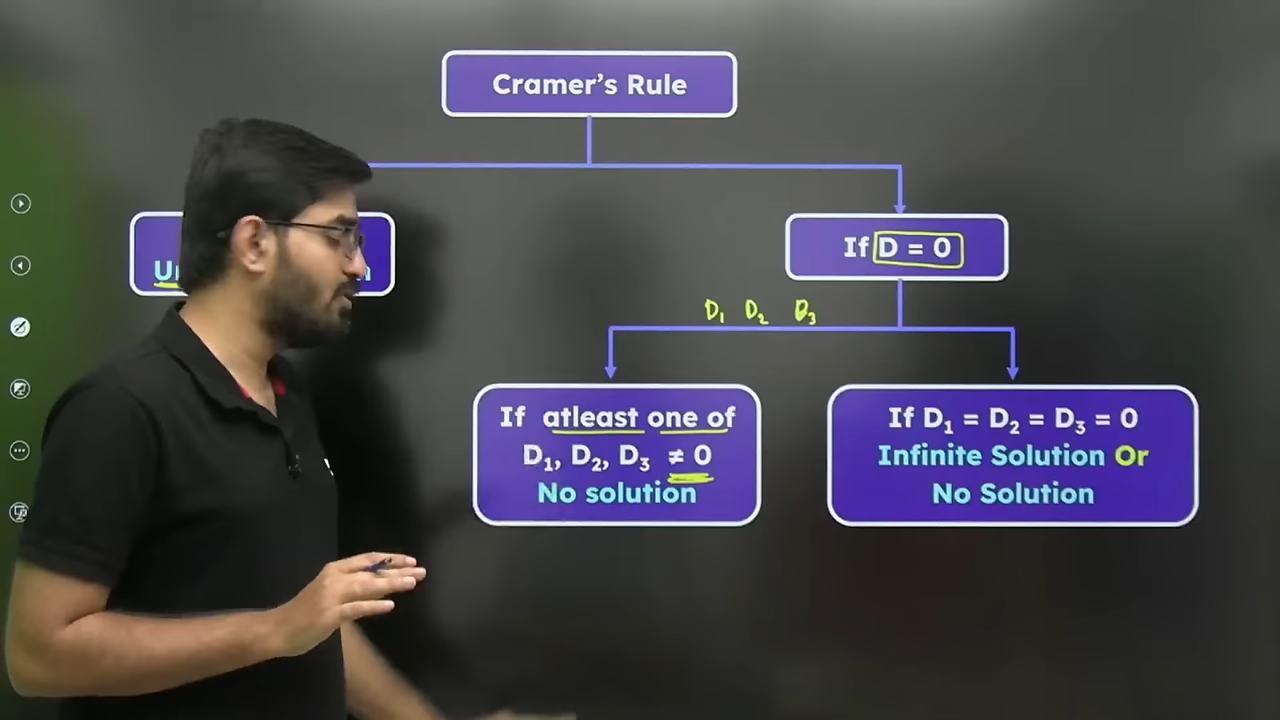 Cramer's Rule
If D = 0
D₁ D₂ D₃
If atleast one of
D₁, D₂, D₃ ≠ 0
No solution
If D₁ = D₂ = D₃ = 0
Infinite Solution Or
No Solution